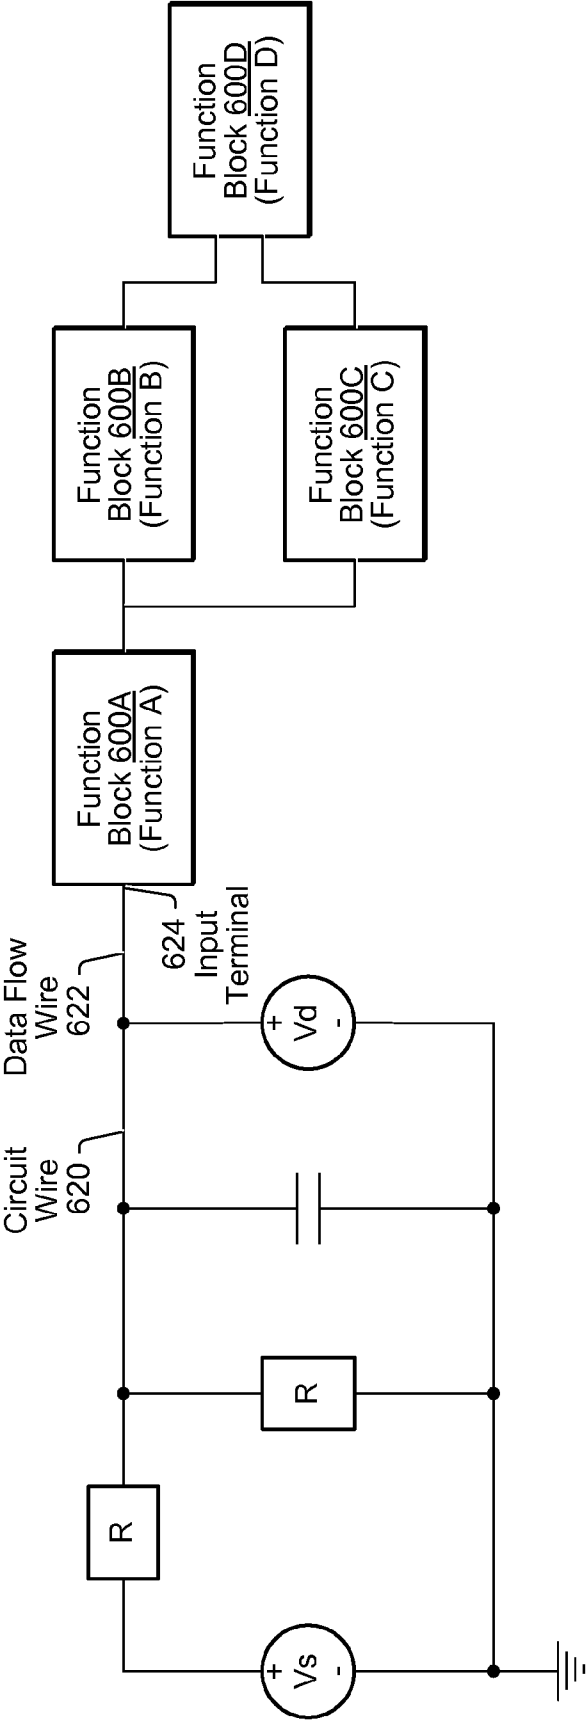 Circuit
Wire
620
Data Flow
Wire
622
624
Input
Terminal
Function
Block 600A
(Function A)
Function
Block 600B
(Function B)
Function
Block 600C
(Function C)
Function
Block 600D
(Function D)
R
R
+
Vs
-
+
Vd
-